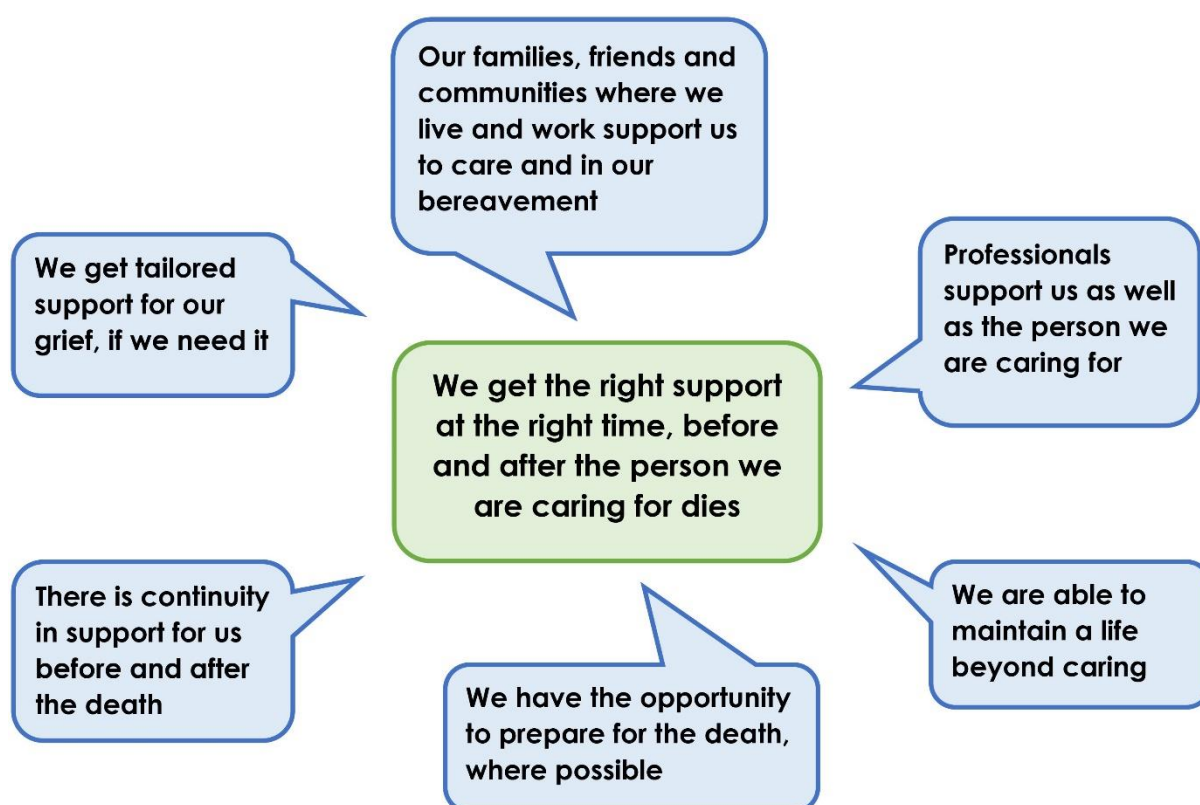 Our families, friends and
communities where we
live and work support us
to care and in our
bereavement
We get tailored
support for our
grief, if we need it
Professionals
support us as well
as the person we
are caring for
We get the right support
at the right time, before
and after the person we
are caring for dies
There is continuity
in support for us
before and after
the death
We have the opportunity
to prepare for the death,
where possible
We are able to
maintain a life
beyond caring